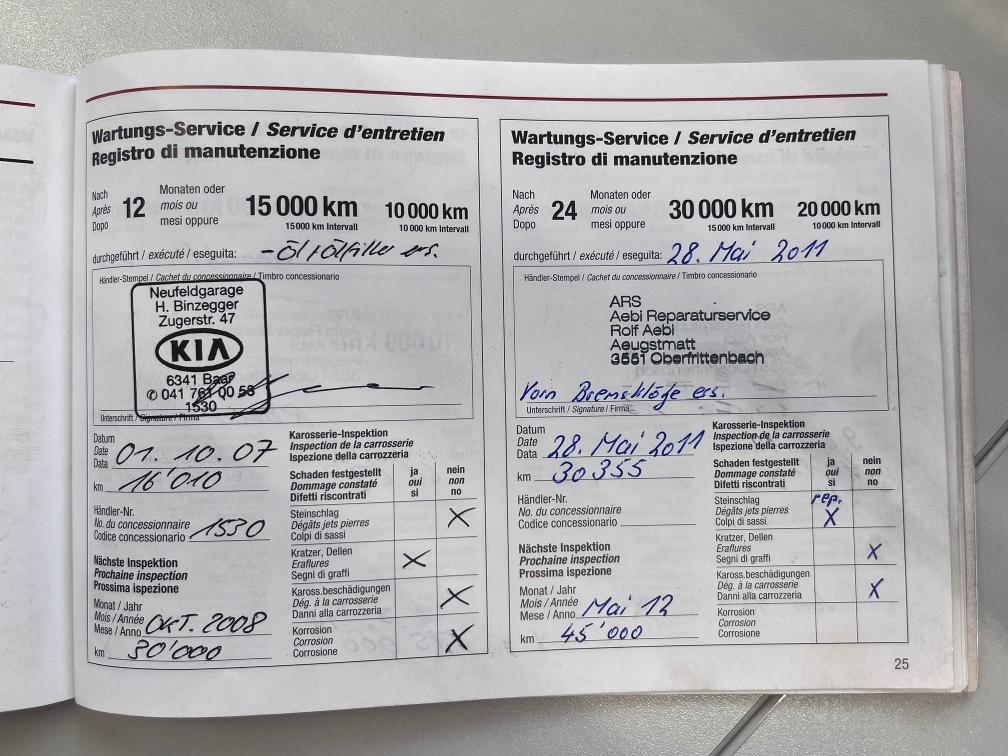 Wartungs-Service / Service d'entretien
Registro di manutenzione
Nach
Après
Dopo
12
Monaten oder
mois ou
mesi oppure
15 000 km
15 000 km Intervall
10 000 km
10 000 km Intervall
durchgeführt / exécuté / eseguita: - Öl + Ölfilter ers.
Händler-Stempel / Cachet du concessionnaire / Timbro concessionario
Neufeldgarage
H. Binzegger
Zugerstr. 47
KIA
6341 Baar
✆ 041 761 00 53
1530
Unterschrift / Signature / Firma
Datum
Date
Data 01. 10. 07
km 16'010
Händler-Nr.
No. du concessionnaire
Codice concessionario 1530
Nächste Inspektion
Prochaine inspection
Prossima ispezione
Monat / Jahr
Mois / Année
Mese / Anno OKT. 2008
km 30'000
Karosserie-Inspektion
Inspection de la carrosserie
Ispezione della carrozzeria
Schaden festgestellt
Dommage constaté
Difetti riscontrati
ja
oui
si
nein
non
no
Steinschlag
Dégâts jets pierres
Colpi di sassi
X
Kratzer, Dellen
Eraflures
Segni di graffi
X
Kaross.beschädigungen
Dég. à la carrosserie
Danni alla carrozzeria
X
Korrosion
Corrosion
Corrosione
X
Wartungs-Service / Service d'entretien
Registro di manutenzione
Nach
Après
Dopo
24
Monaten oder
mois ou
mesi oppure
30 000 km
15 000 km Intervall
20 000 km
10 000 km Intervall
durchgeführt / exécuté / eseguita: 28. Mai 2011
Händler-Stempel / Cachet du concessionnaire / Timbro concessionario
ARS
Aebi Reparaturservice
Rolf Aebi
Aeugstmatt
3551 Oberfrittenbach
Vorn Bremsklöze ers.
Unterschrift / Signature / Firma
Datum
Date
Data 28. Mai 2011
km 30355
Händler-Nr.
No. du concessionnaire
Codice concessionario
Nächste Inspektion
Prochaine inspection
Prossima ispezione
Monat / Jahr
Mois / Année
Mese / Anno Mai 12
km 45'000
Karosserie-Inspektion
Inspection de la carrosserie
Ispezione della carrozzeria
Schaden festgestellt
Dommage constaté
Difetti riscontrati
ja
oui
si
nein
non
no
Steinschlag
Dégâts jets pierres
Colpi di sassi
rep.
X
Kratzer, Dellen
Eraflures
Segni di graffi
X
Kaross.beschädigungen
Dég. à la carrosserie
Danni alla carrozzeria
X
Korrosion
Corrosion
Corrosione
25